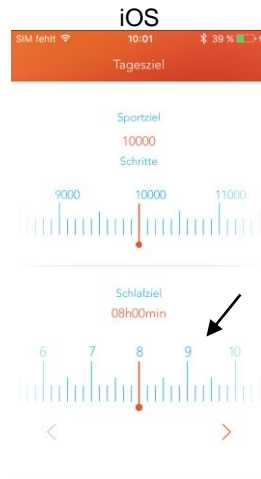 iOS
SIM fehlt 10:01 39 %
Tagesziel
Sportziel
10000
Schritte
9000 10000 11000
Schlafziel
08h00min
6 7 8 9 10